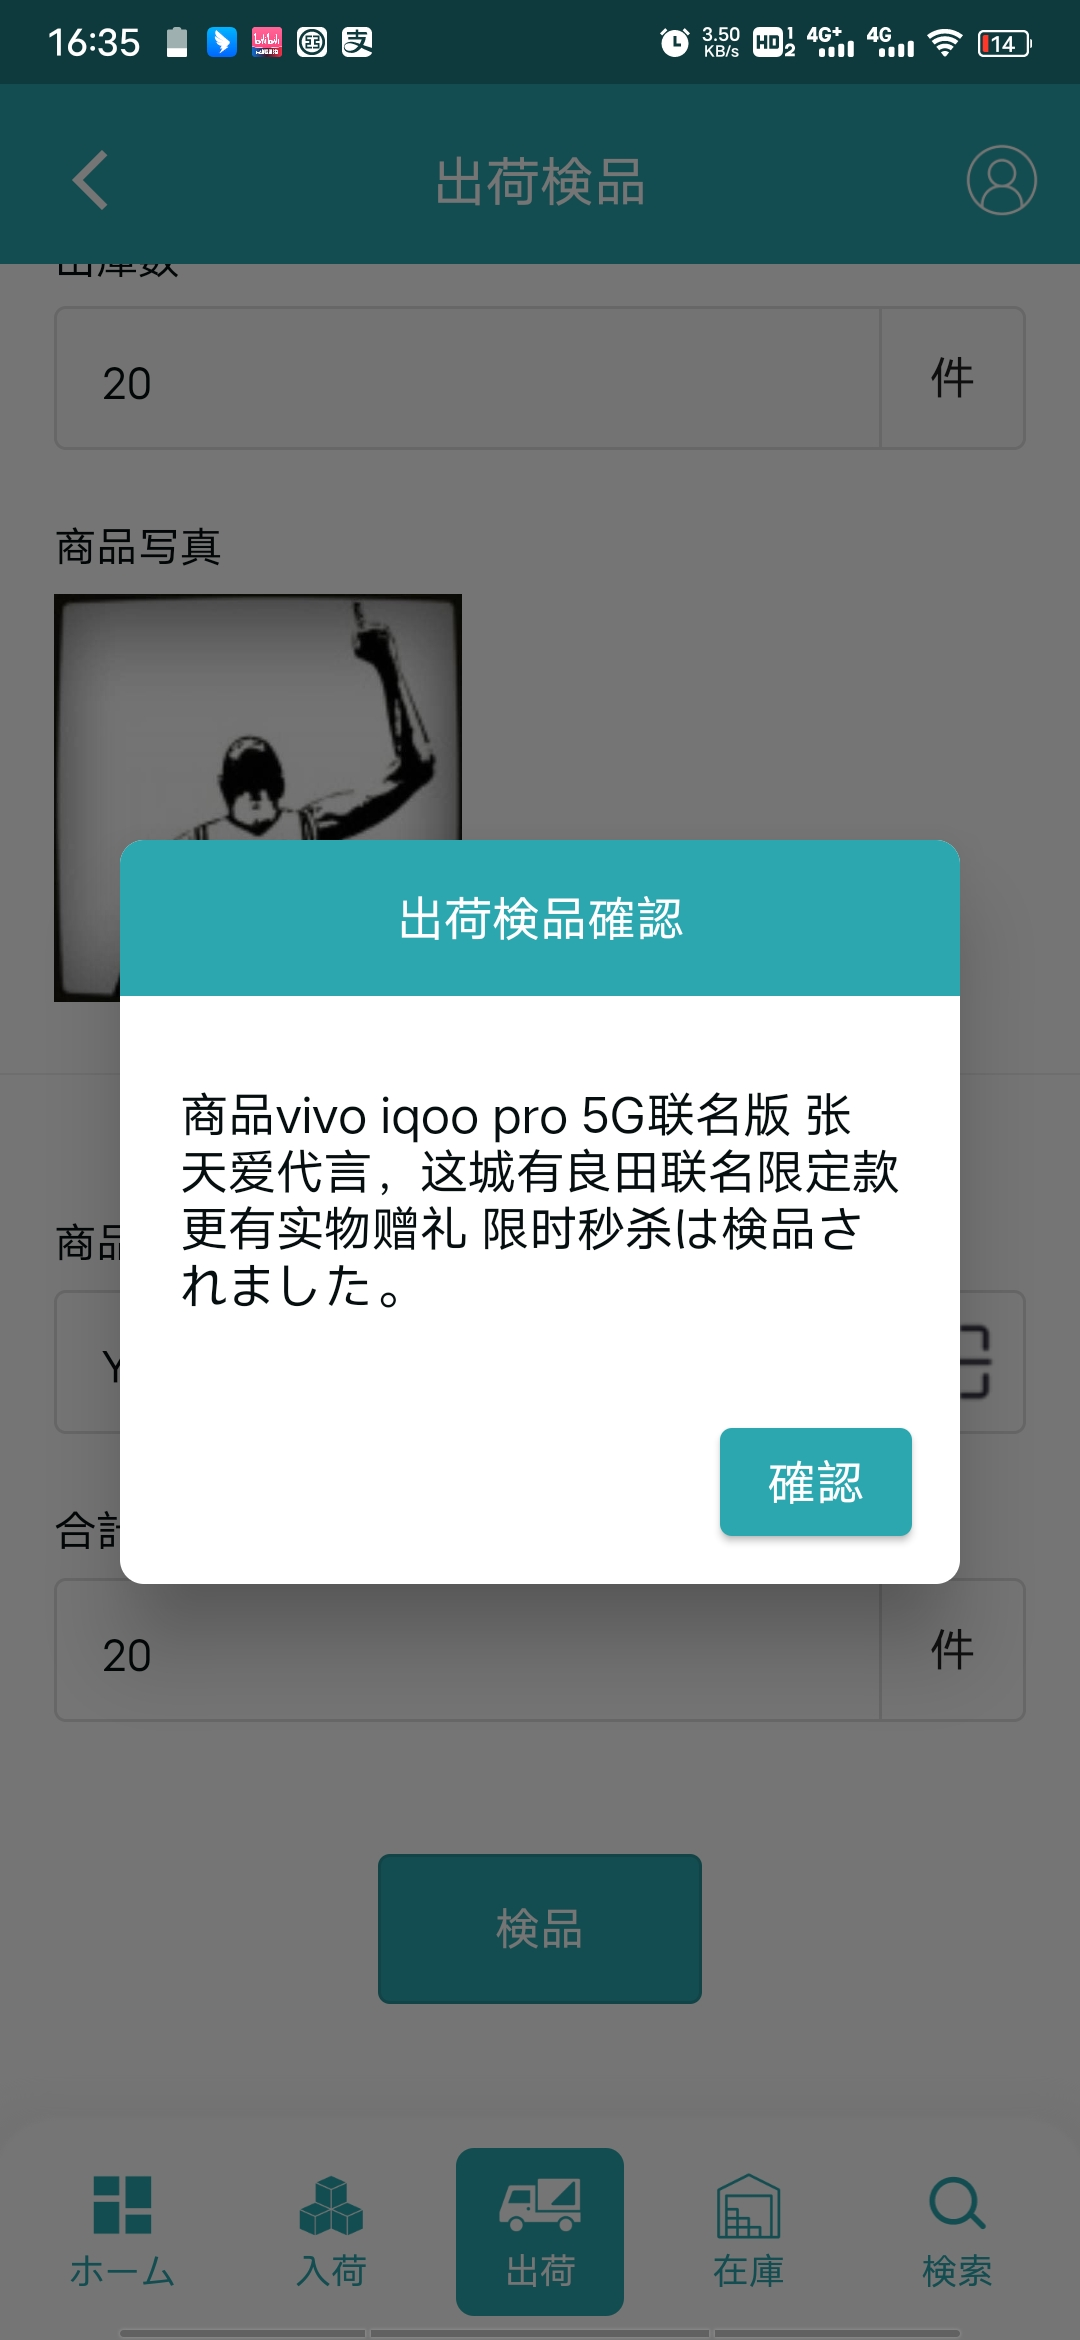 16:35
3.50 KB/s HD 1 2 4G+ 4G 14
出荷検品
出庫数
20 件
商品写真
出荷検品確認
商品vivo iqoo pro 5G联名版 张
天爱代言，这城有良田联名限定款
更有实物赠礼 限时秒杀は検品さ
れました。
商品
Y
確認
合計
20 件
検品
ホーム 入荷 出荷 在庫 検索